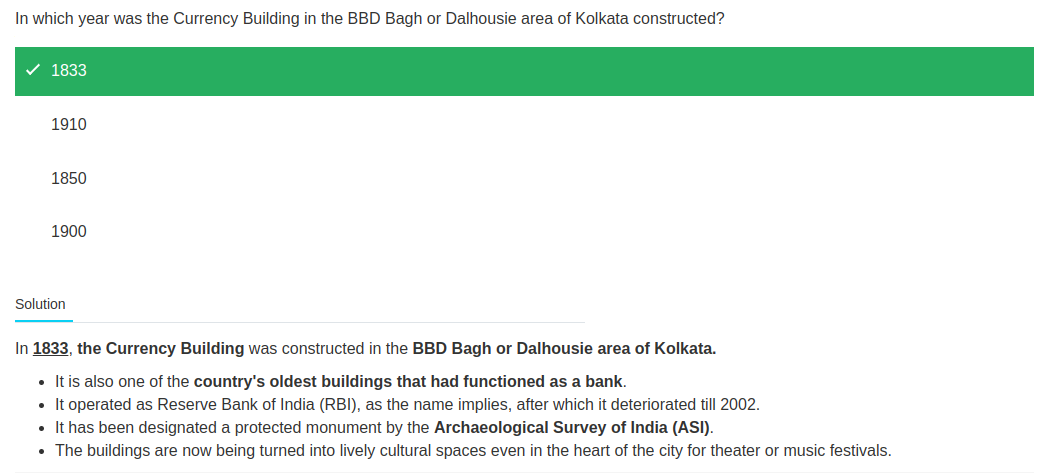 In which year was the Currency Building in the BBD Bagh or Dalhousie area of Kolkata constructed?
✓ 1833
1910
1850
1900
Solution
In 1833, the Currency Building was constructed in the BBD Bagh or Dalhousie area of Kolkata.
• It is also one of the country's oldest buildings that had functioned as a bank.
• It operated as Reserve Bank of India (RBI), as the name implies, after which it deteriorated till 2002.
• It has been designated a protected monument by the Archaeological Survey of India (ASI).
• The buildings are now being turned into lively cultural spaces even in the heart of the city for theater or music festivals.